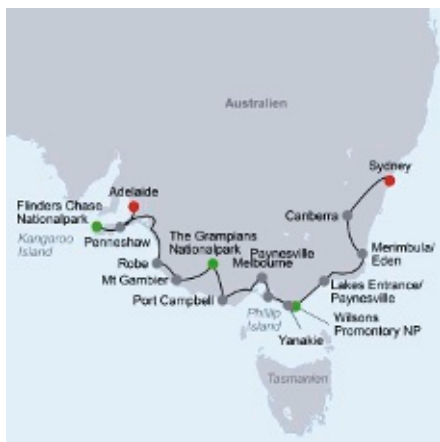 Australien
Sydney
Adelaide
Flinders Chase
Nationalpark
Canberra
Kangaroo
Island
Penneshaw
The Grampians
Nationalpark
Paynesville
Melbourne
Merimbula/
Eden
Robe
Mt Gambier
Lakes Entrance/
Paynesville
Port Campbell
Phillip
Island
Wilsons
Promontory NP
Yanakie
Tasmanien